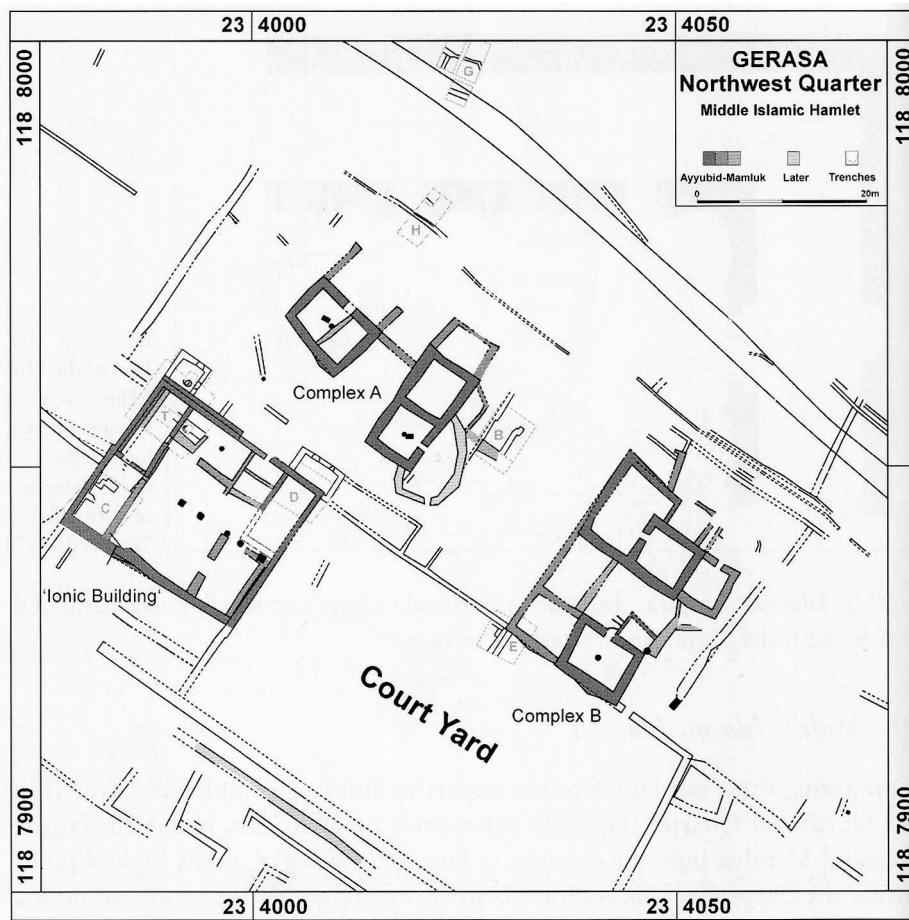 23 4000
23 4050
118 8000
118 8000
GERASA
Northwest Quarter
Middle Islamic Hamlet
Ayyubid-Mamluk
Later
Trenches
0
20m
G
H
Complex A
B
T
C
D
'Ionic Building'
E
Complex B
Court Yard
118 7900
118 7900
23 4000
23 4050